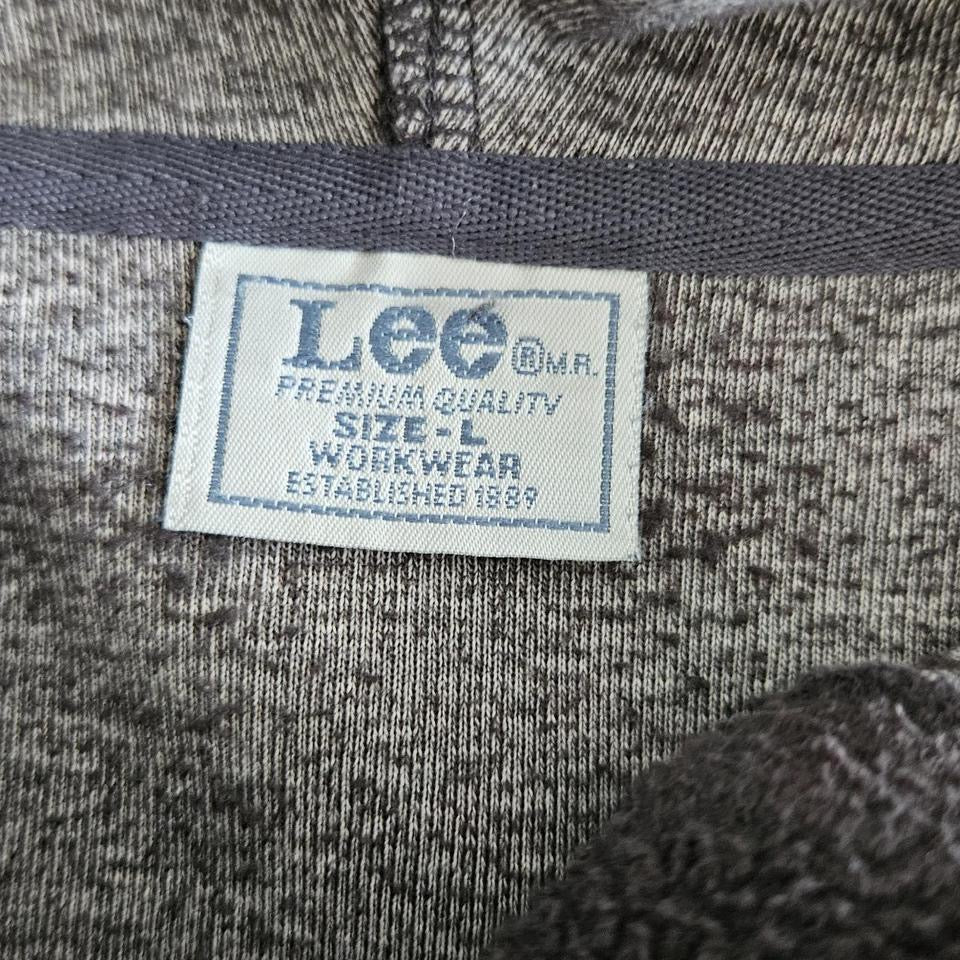 Lee ® M.R.
PREMIUM QUALITY
SIZE - L
WORKWEAR
ESTABLISHED 1889